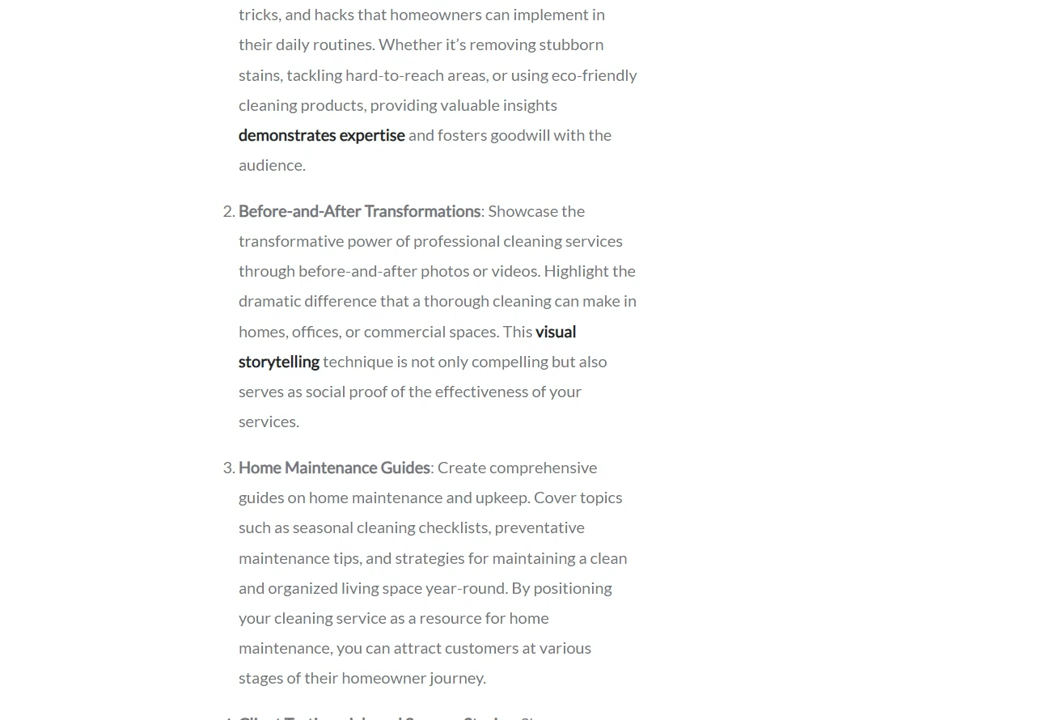 tricks, and hacks that homeowners can implement in
their daily routines. Whether it’s removing stubborn
stains, tackling hard-to-reach areas, or using eco-friendly
cleaning products, providing valuable insights
demonstrates expertise and fosters goodwill with the
audience.
2. Before-and-After Transformations: Showcase the
transformative power of professional cleaning services
through before-and-after photos or videos. Highlight the
dramatic difference that a thorough cleaning can make in
homes, offices, or commercial spaces. This visual
storytelling technique is not only compelling but also
serves as social proof of the effectiveness of your
services.
3. Home Maintenance Guides: Create comprehensive
guides on home maintenance and upkeep. Cover topics
such as seasonal cleaning checklists, preventative
maintenance tips, and strategies for maintaining a clean
and organized living space year-round. By positioning
your cleaning service as a resource for home
maintenance, you can attract customers at various
stages of their homeowner journey.